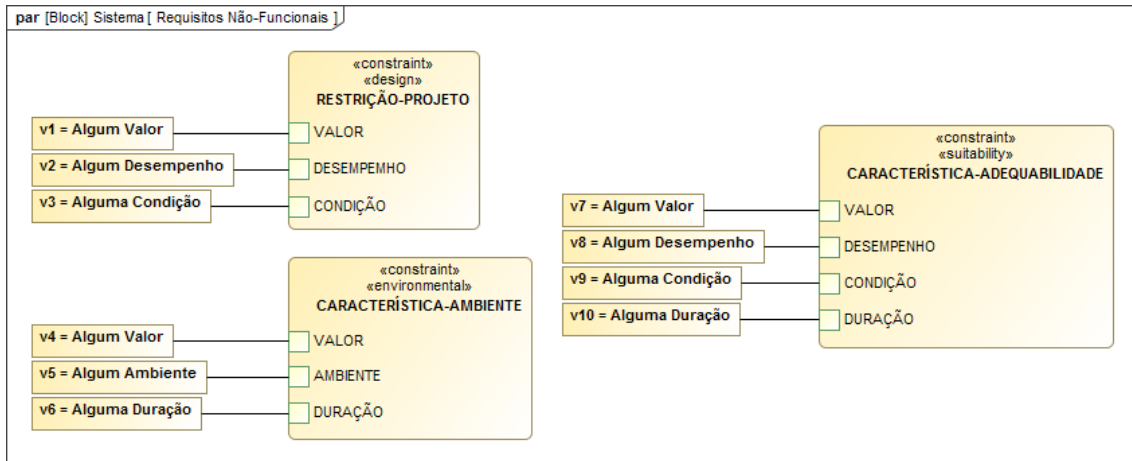 par [Block] Sistema [ Requisitos Não-Funcionais ]
«constraint»
«design»
RESTRIÇÃO-PROJETO
v1 = Algum Valor
VALOR
v2 = Algum Desempenho
DESEMPEMHO
v3 = Alguma Condição
CONDIÇÃO
«constraint»
«environmental»
CARACTERÍSTICA-AMBIENTE
v4 = Algum Valor
VALOR
v5 = Algum Ambiente
AMBIENTE
v6 = Alguma Duração
DURAÇÃO
«constraint»
«suitability»
CARACTERÍSTICA-ADEQUABILIDADE
v7 = Algum Valor
VALOR
v8 = Algum Desempenho
DESEMPENHO
v9 = Alguma Condição
CONDIÇÃO
v10 = Alguma Duração
DURAÇÃO